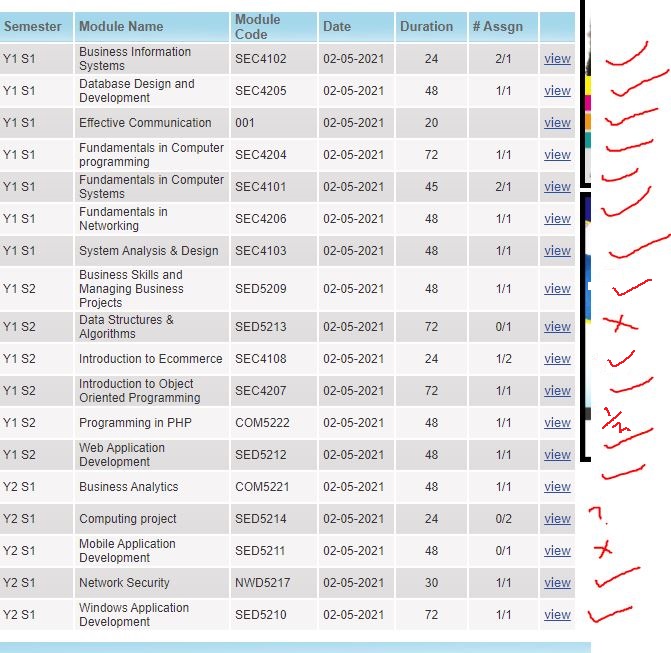 Semester Module Name Module Code Date Duration # Assgn
Y1 S1 Business Information Systems SEC4102 02-05-2021 24 2/1 view
Y1 S1 Database Design and Development SEC4205 02-05-2021 48 1/1 view
Y1 S1 Effective Communication 001 02-05-2021 20 view
Y1 S1 Fundamentals in Computer programming SEC4204 02-05-2021 72 1/1 view
Y1 S1 Fundamentals in Computer Systems SEC4101 02-05-2021 45 2/1 view
Y1 S1 Fundamentals in Networking SEC4206 02-05-2021 48 1/1 view
Y1 S1 System Analysis & Design SEC4103 02-05-2021 48 1/1 view
Y1 S2 Business Skills and Managing Business Projects SED5209 02-05-2021 48 1/1 view
Y1 S2 Data Structures & Algorithms SED5213 02-05-2021 72 0/1 view
Y1 S2 Introduction to Ecommerce SEC4108 02-05-2021 24 1/2 view
Y1 S2 Introduction to Object Oriented Programming SEC4207 02-05-2021 72 1/1 view
1/2
Y1 S2 Programming in PHP COM5222 02-05-2021 48 1/1 view
Y1 S2 Web Application Development SED5212 02-05-2021 48 1/1 view
Y2 S1 Business Analytics COM5221 02-05-2021 48 1/1 view
Y2 S1 Computing project SED5214 02-05-2021 24 0/2 view ?
Y2 S1 Mobile Application Development SED5211 02-05-2021 48 0/1 view
Y2 S1 Network Security NWD5217 02-05-2021 30 1/1 view
Y2 S1 Windows Application Development SED5210 02-05-2021 72 1/1 view